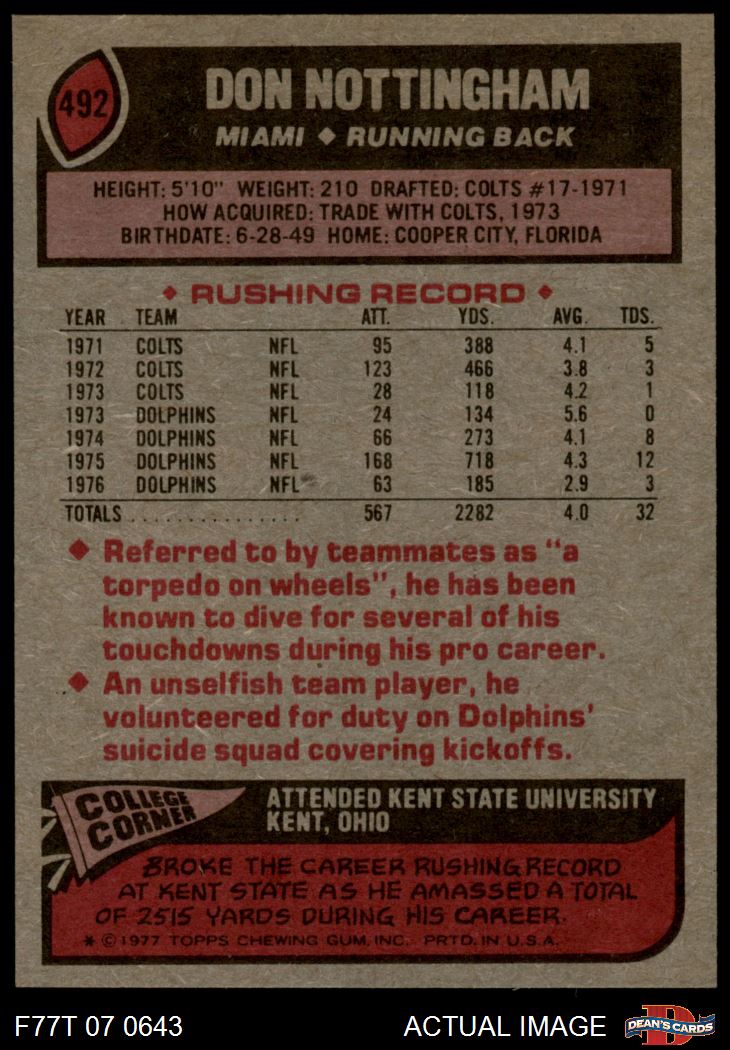 492
DON NOTTINGHAM
MIAMI ◆ RUNNING BACK
HEIGHT: 5'10" WEIGHT: 210 DRAFTED: COLTS #17-1971
HOW ACQUIRED: TRADE WITH COLTS, 1973
BIRTHDATE: 6-28-49 HOME: COOPER CITY, FLORIDA
◆ RUSHING RECORD ◆
YEAR TEAM ATT. YDS. AVG. TDS.
1971 COLTS NFL 95 388 4.1 5
1972 COLTS NFL 123 466 3.8 3
1973 COLTS NFL 28 118 4.2 1
1973 DOLPHINS NFL 24 134 5.6 0
1974 DOLPHINS NFL 66 273 4.1 8
1975 DOLPHINS NFL 168 718 4.3 12
1976 DOLPHINS NFL 63 185 2.9 3
TOTALS ................ 567 2282 4.0 32
◆ Referred to by teammates as "a
torpedo on wheels", he has been
known to dive for several of his
touchdowns during his pro career.
◆ An unselfish team player, he
volunteered for duty on Dolphins'
suicide squad covering kickoffs.
COLLEGE
CORNER
ATTENDED KENT STATE UNIVERSITY
KENT, OHIO
BROKE THE CAREER RUSHING RECORD
AT KENT STATE AS HE AMASSED A TOTAL
OF 2515 YARDS DURING HIS CAREER.
* © 1977 TOPPS CHEWING GUM, INC. PRTD. IN U.S.A.
F77T 07 0643 ACTUAL IMAGE
D
DEAN'S CARDS